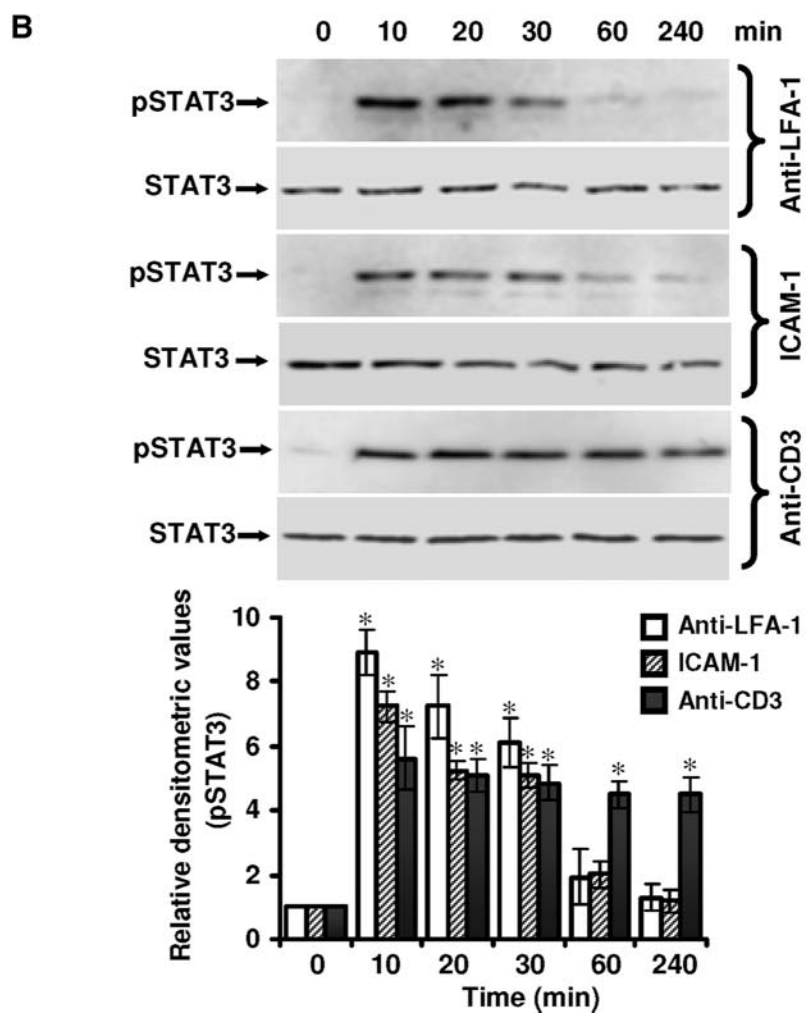 B
0 10 20 30 60 240 min
pSTAT3
STAT3
Anti-LFA-1
pSTAT3
STAT3
ICAM-1
pSTAT3
STAT3
Anti-CD3
Relative densitometric values
(pSTAT3)
10
8
6
4
2
0
* * * * * * * * * * *
Anti-LFA-1
ICAM-1
Anti-CD3
0 10 20 30 60 240
Time (min)